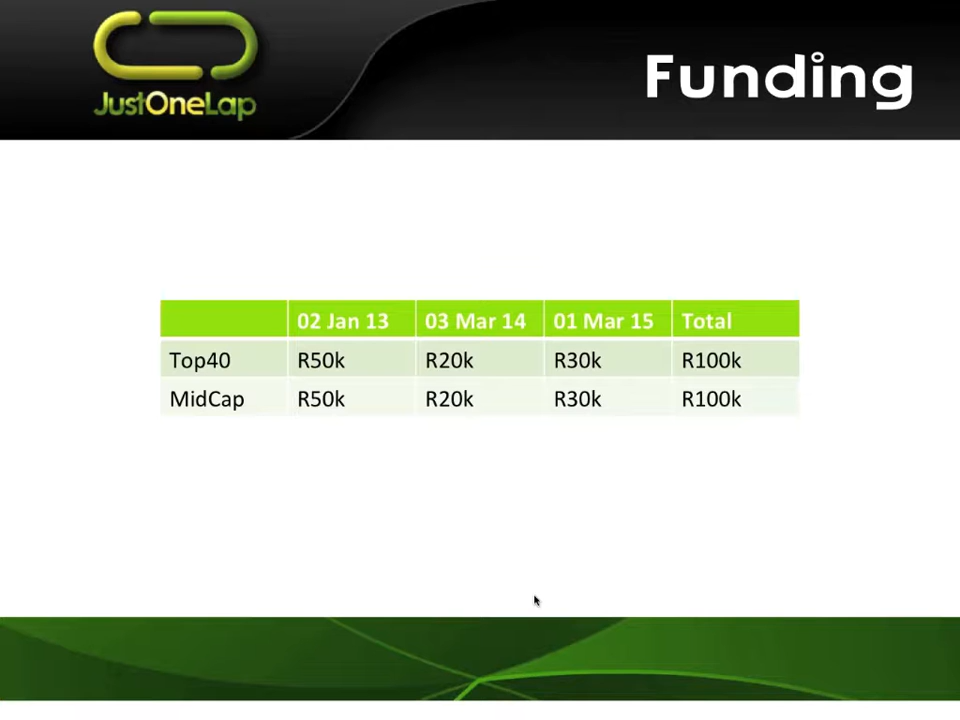 JustOneLap
Funding
02 Jan 13 03 Mar 14 01 Mar 15 Total
Top40 R50k R20k R30k R100k
MidCap R50k R20k R30k R100k